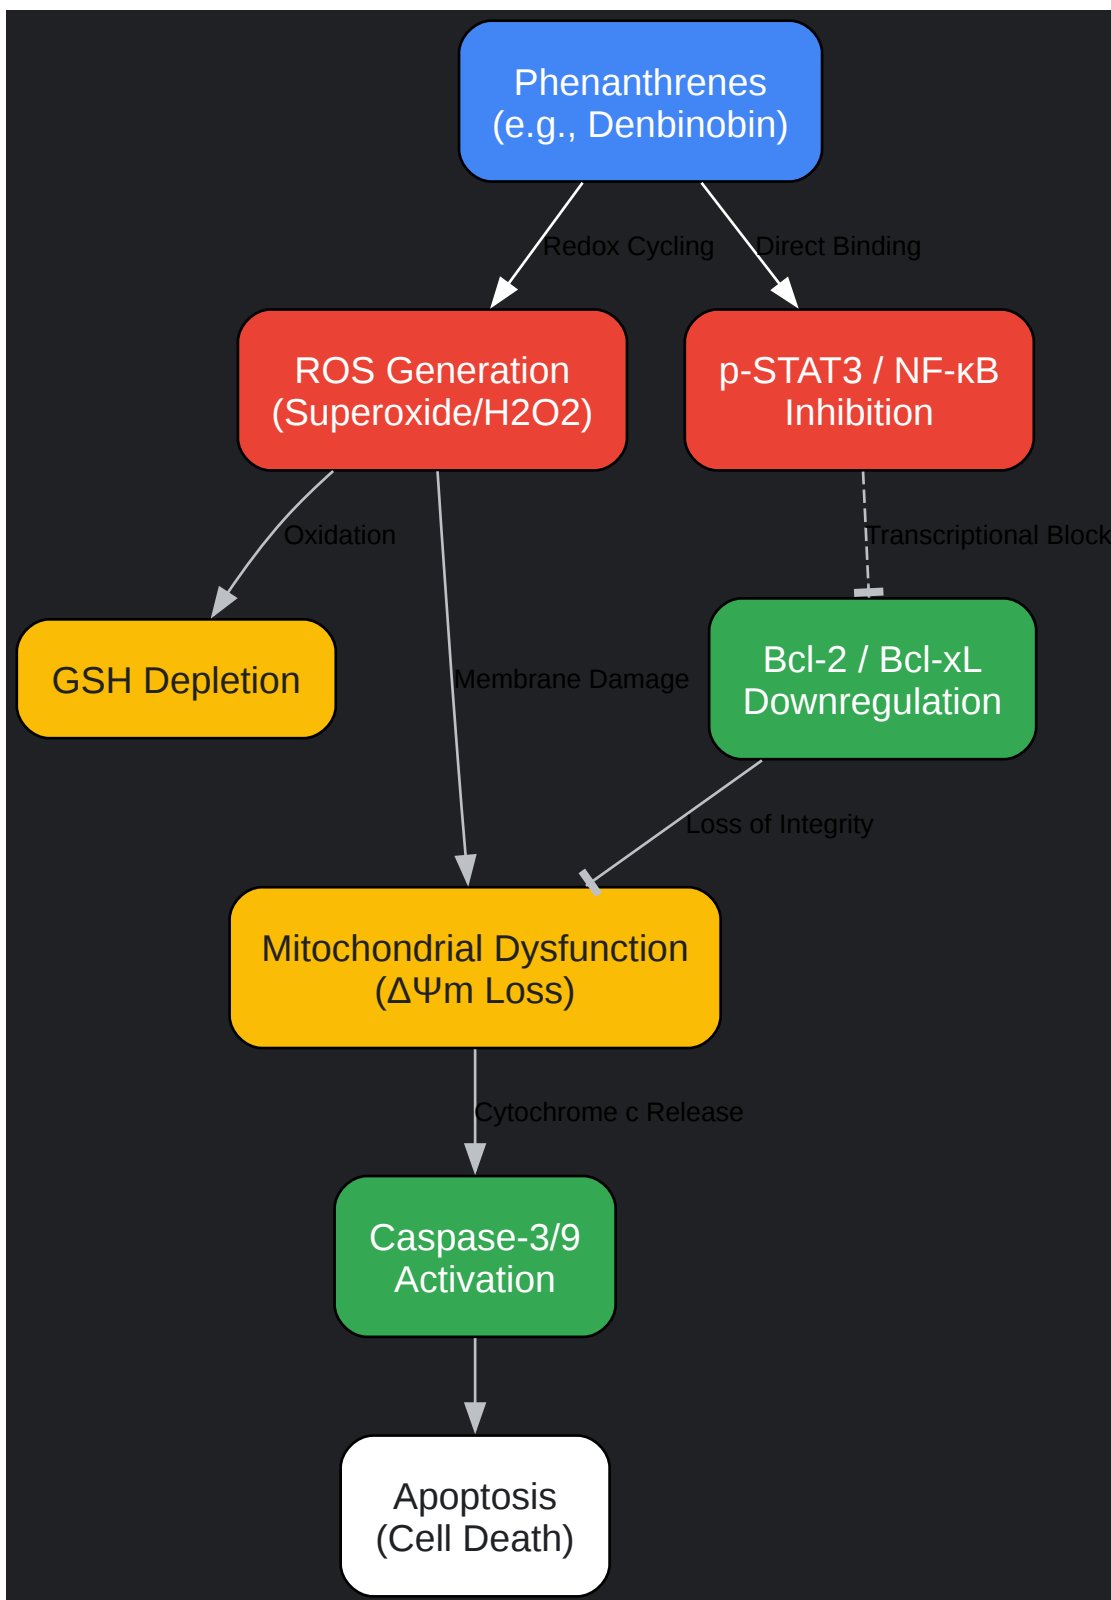 Phenanthrenes
(e.g., Denbinobin)
Redox Cycling
Direct Binding
ROS Generation
(Superoxide/H2O2)
p-STAT3 / NF-κB
Inhibition
Oxidation
Transcriptional Block
GSH Depletion
Membrane Damage
Bcl-2 / Bcl-xL
Downregulation
Loss of Integrity
Mitochondrial Dysfunction
(ΔΨm Loss)
Cytochrome c Release
Caspase-3/9
Activation
Apoptosis
(Cell Death)